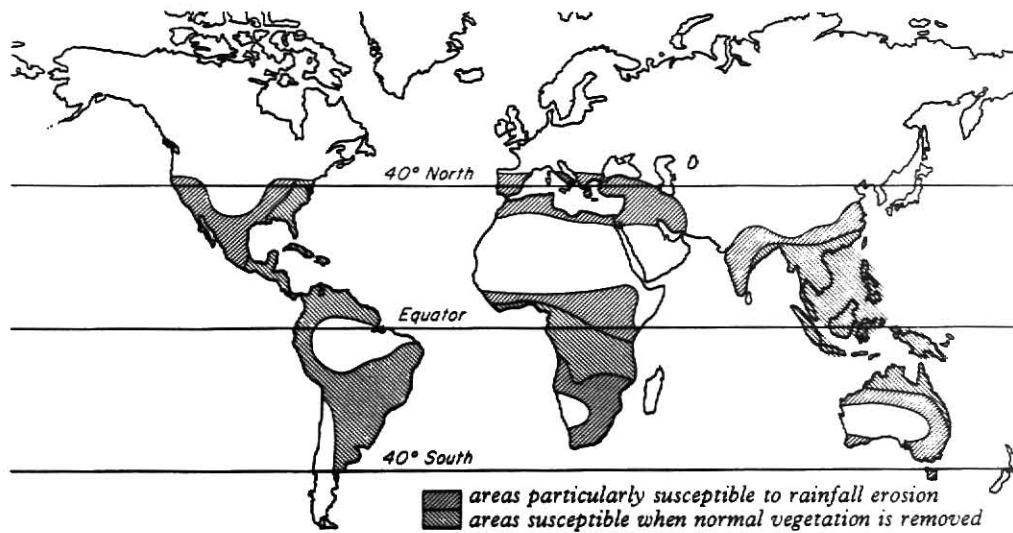 40° North
Equator
40° South
areas particularly susceptible to rainfall erosion
areas susceptible when normal vegetation is removed